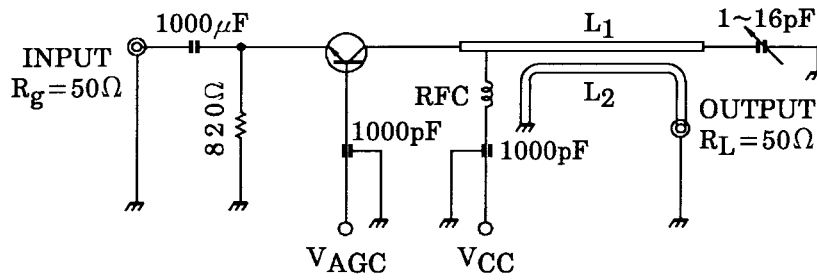 1000μF
INPUT
Rg=50Ω
820Ω
1000pF
VAGC
RFC
1000pF
VCC
L1
L2
1~16pF
OUTPUT
RL=50Ω